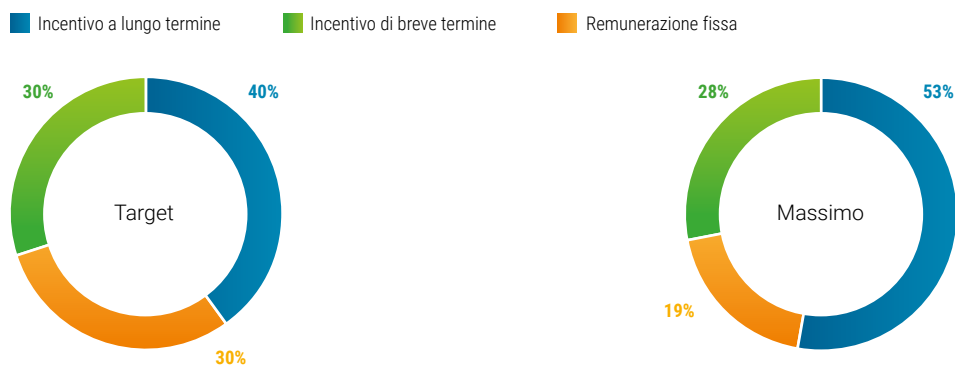 Incentivo a lungo termine
Incentivo di breve termine
Remunerazione fissa
30%
40%
Target
30%
28%
53%
Massimo
19%